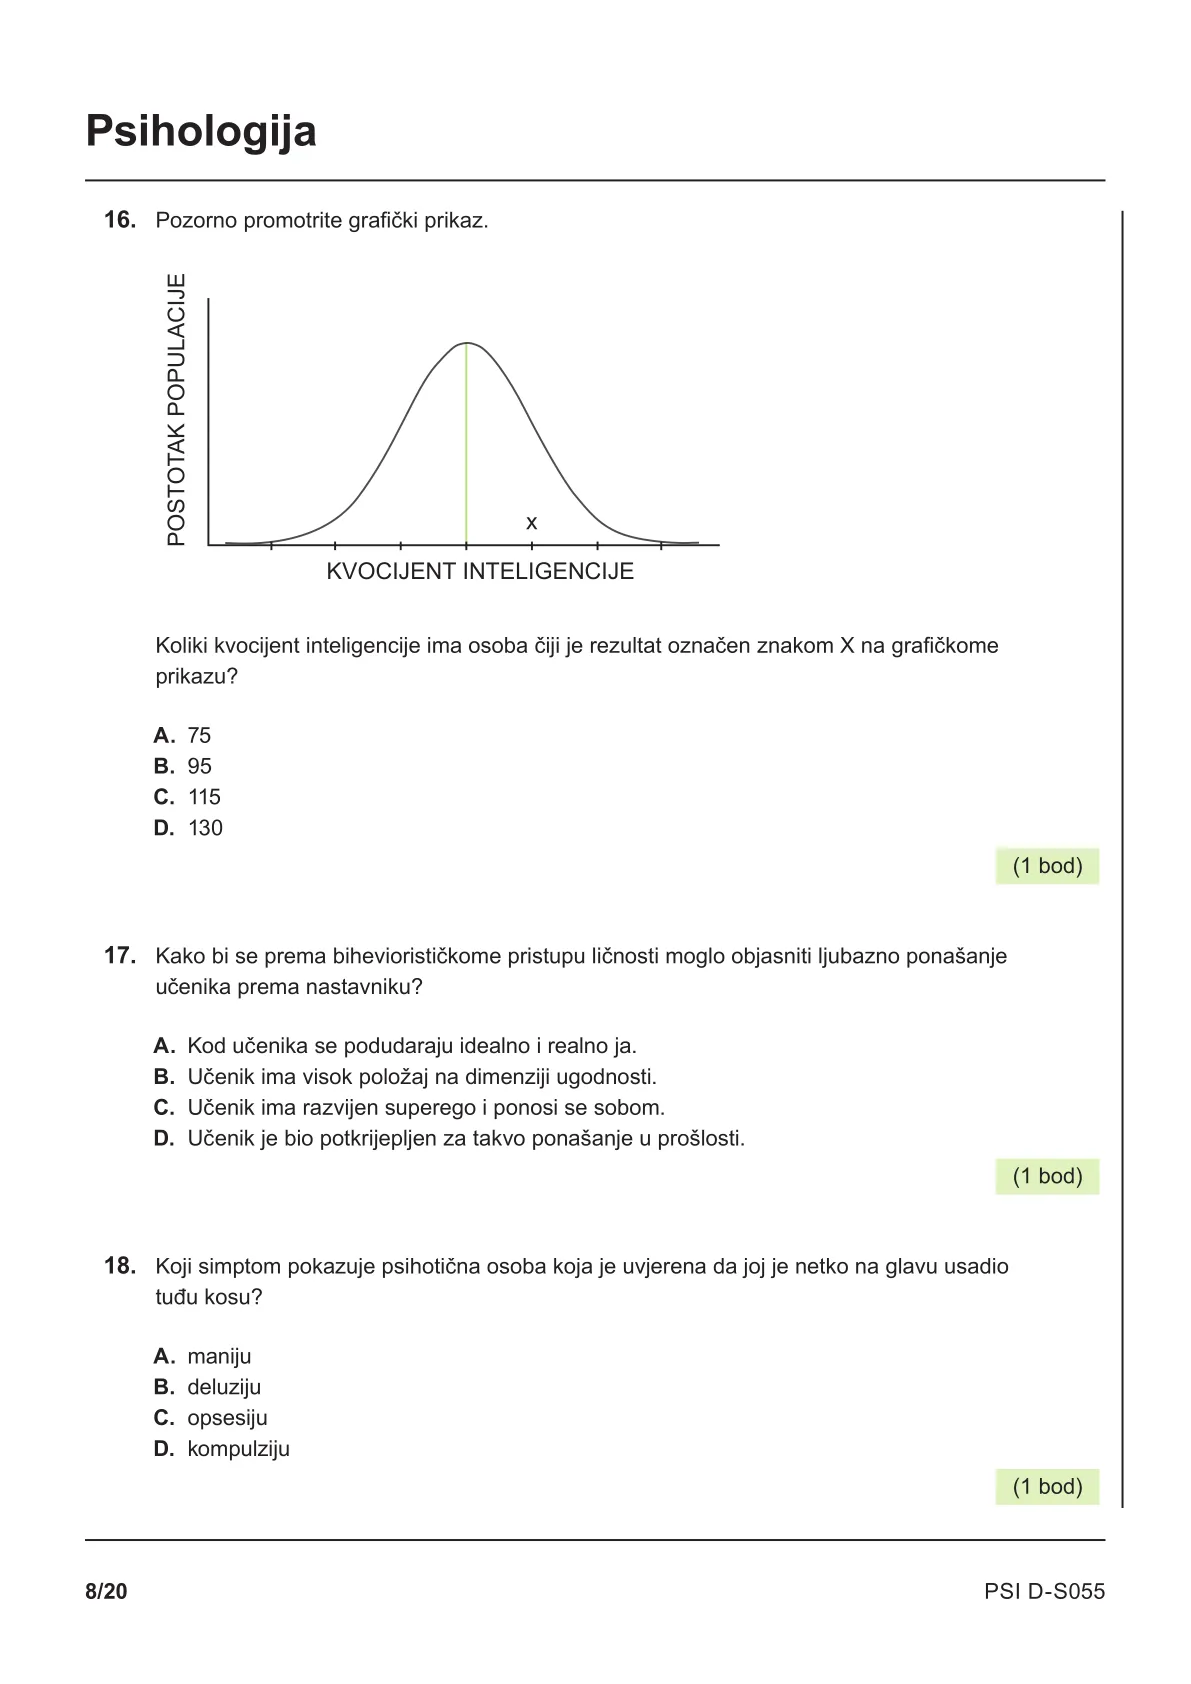 Psihologija
16. Pozorno promotrite grafički prikaz.
POSTOTAK POPULACIJE
x
KVOCIJENT INTELIGENCIJE
Koliki kvocijent inteligencije ima osoba čiji je rezultat označen znakom X na grafičkome
prikazu?
A. 75
B. 95
C. 115
D. 130
(1 bod)
17. Kako bi se prema biheviorističkome pristupu ličnosti moglo objasniti ljubazno ponašanje
učenika prema nastavniku?
A. Kod učenika se podudaraju idealno i realno ja.
B. Učenik ima visok položaj na dimenziji ugodnosti.
C. Učenik ima razvijen superego i ponosi se sobom.
D. Učenik je bio potkrijepljen za takvo ponašanje u prošlosti.
(1 bod)
18. Koji simptom pokazuje psihotična osoba koja je uvjerena da joj je netko na glavu usadio
tuđu kosu?
A. maniju
B. deluziju
C. opsesiju
D. kompulziju
(1 bod)
8/20
PSI D-S055